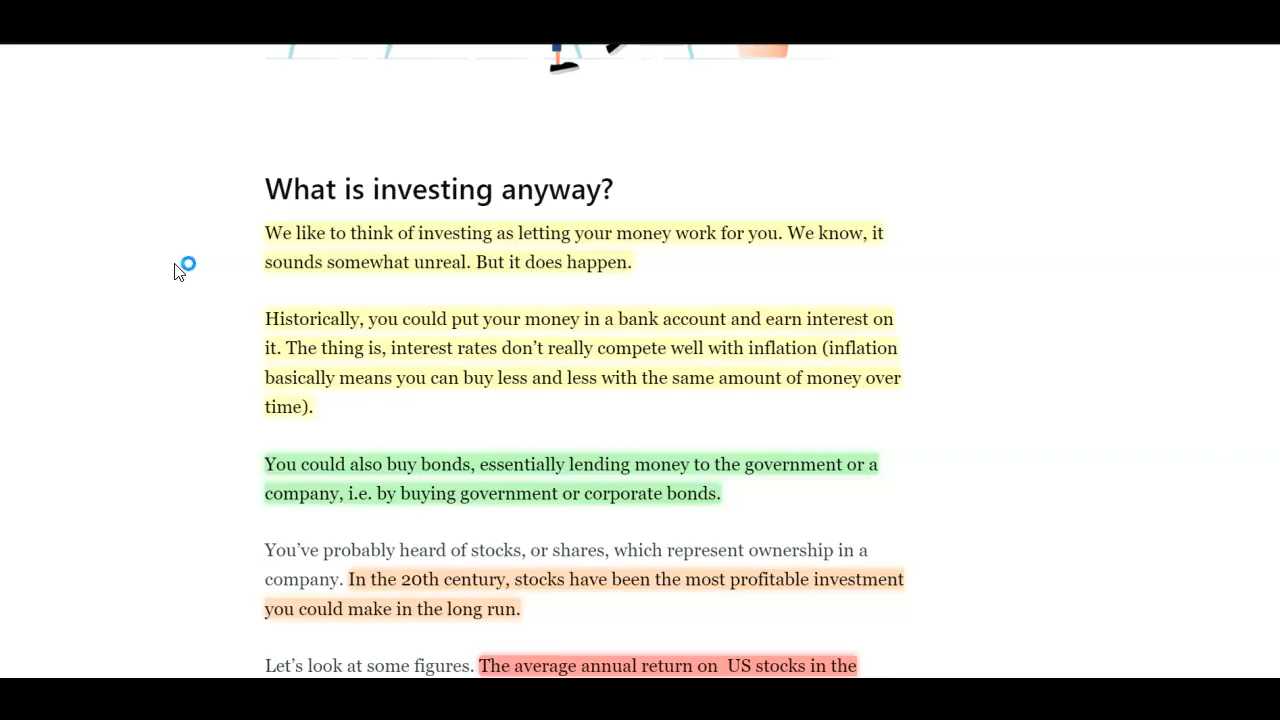 What is investing anyway?
We like to think of investing as letting your money work for you. We know, it
sounds somewhat unreal. But it does happen.
Historically, you could put your money in a bank account and earn interest on
it. The thing is, interest rates don’t really compete well with inflation (inflation
basically means you can buy less and less with the same amount of money over
time).
You could also buy bonds, essentially lending money to the government or a
company, i.e. by buying government or corporate bonds.
You’ve probably heard of stocks, or shares, which represent ownership in a
company. In the 20th century, stocks have been the most profitable investment
you could make in the long run.
Let’s look at some figures. The average annual return on  US stocks in the